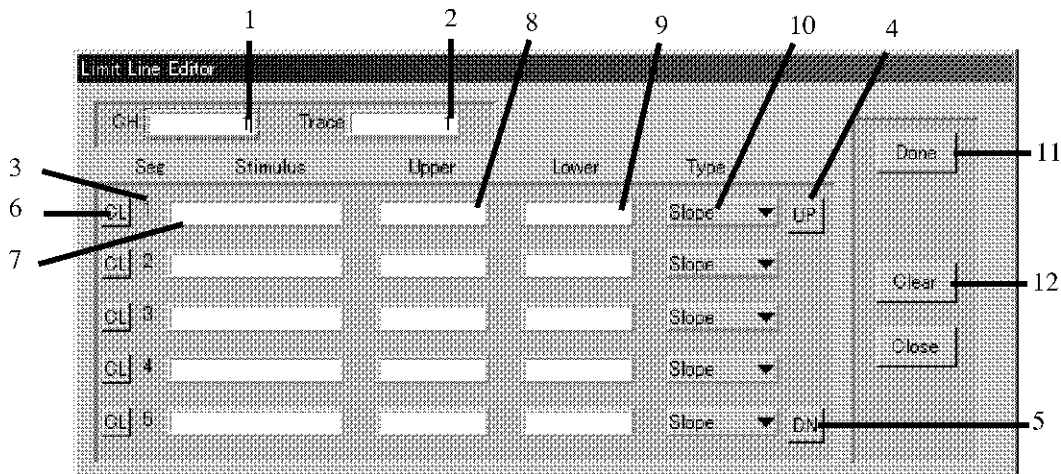 1 2 8 9 10 4
Limit Line Editor
CH 1 Trace 1
Done 11
Seg Stimulus Upper Lower Type
3
6 CL 1 Slope UP
7
CL 2 Slope
Clear 12
CL 3 Slope
Close
CL 4 Slope
CL 5 Slope DN 5